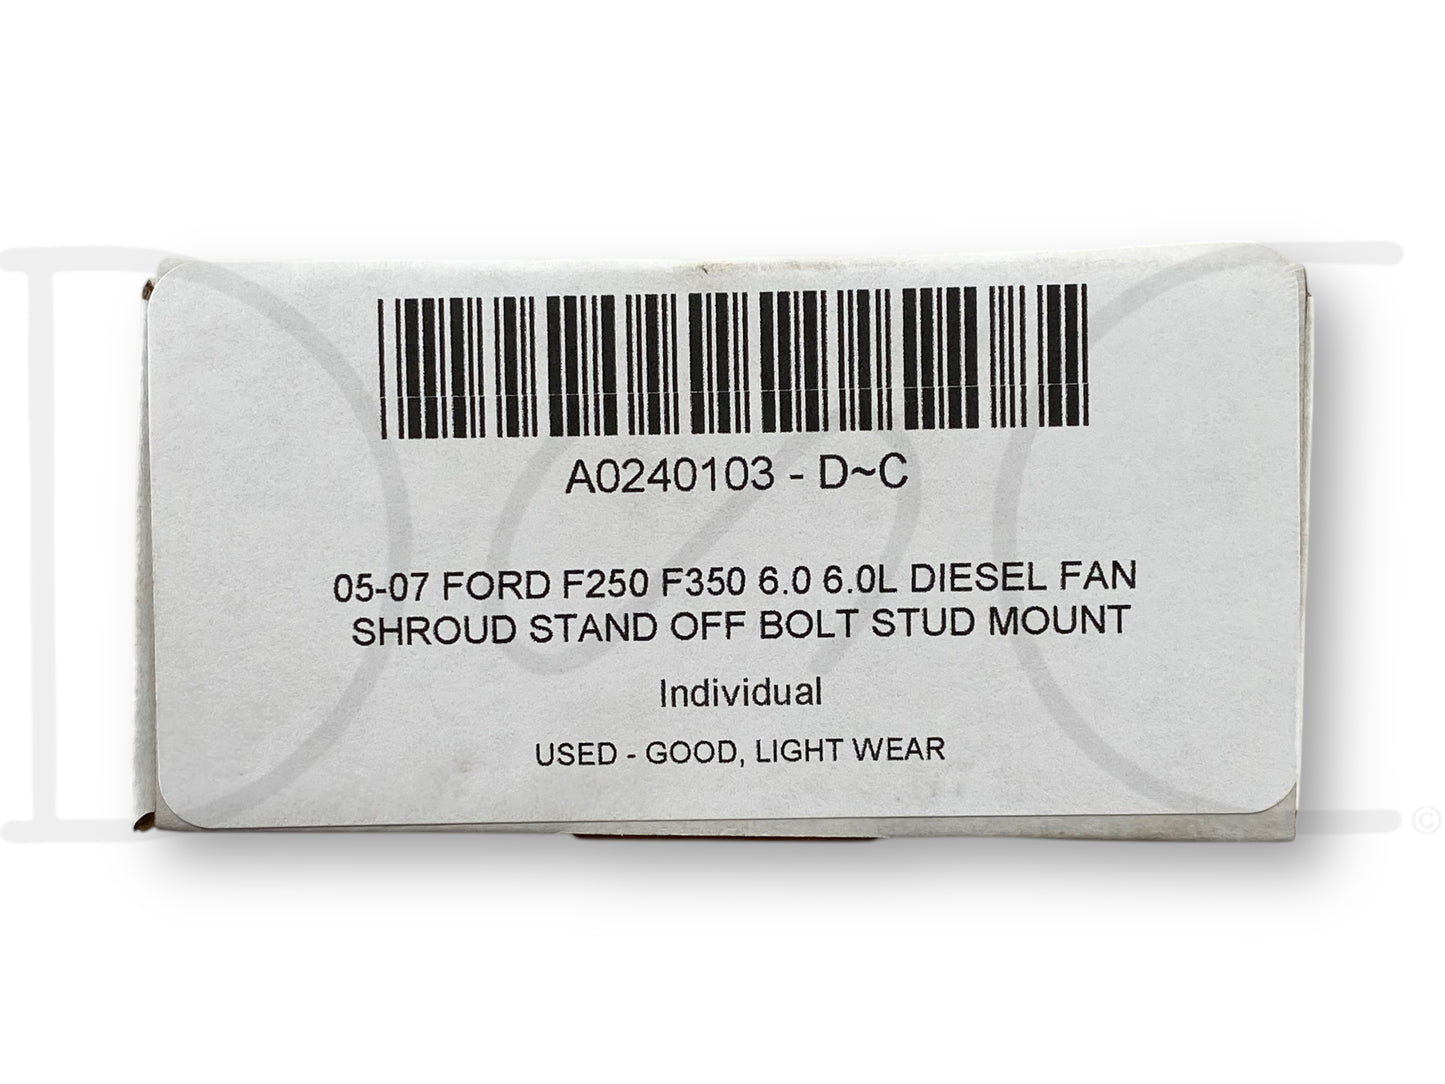 A0240103 - D~C
05-07 FORD F250 F350 6.0 6.0L DIESEL FAN
SHROUD STAND OFF BOLT STUD MOUNT
Individual
USED - GOOD, LIGHT WEAR
D C
©